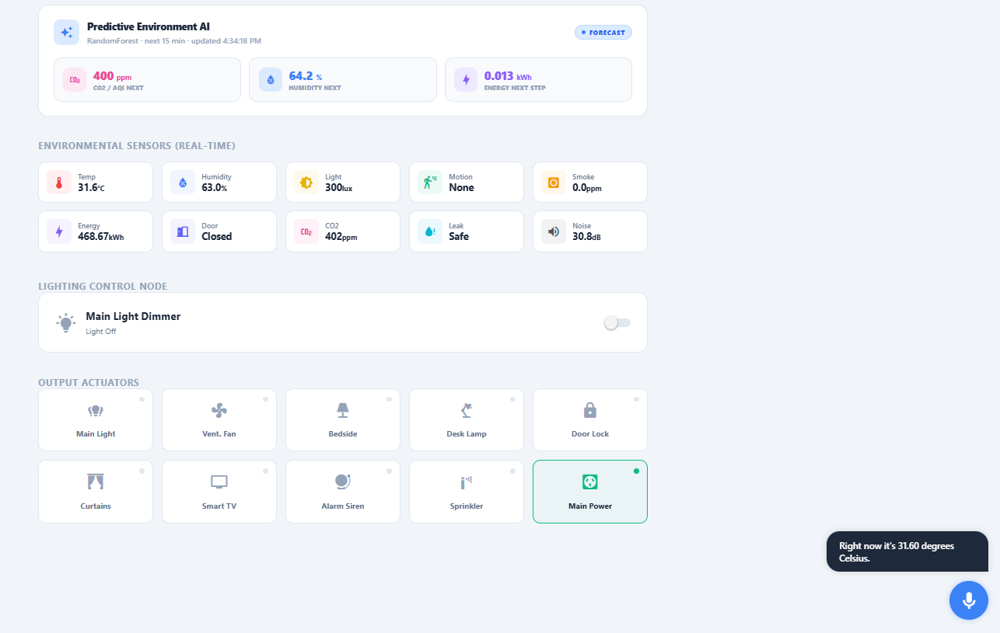 Predictive Environment AI
RandomForest · next 15 min · updated 4:34:18 PM
FORECAST
CO2
400 ppm
CO2 / AQI NEXT
64.2 %
HUMIDITY NEXT
0.013 kWh
ENERGY NEXT STEP
ENVIRONMENTAL SENSORS (REAL-TIME)
Temp
31.6°C
Humidity
63.0%
Light
300lux
Motion
None
Smoke
0.0ppm
Energy
468.67kWh
Door
Closed
CO2
CO2
402ppm
Leak
Safe
Noise
30.8dB
LIGHTING CONTROL NODE
Main Light Dimmer
Light Off
OUTPUT ACTUATORS
Main Light
Vent. Fan
Bedside
Desk Lamp
Door Lock
Curtains
Smart TV
Alarm Siren
Sprinkler
Main Power
Right now it's 31.60 degrees
Celsius.